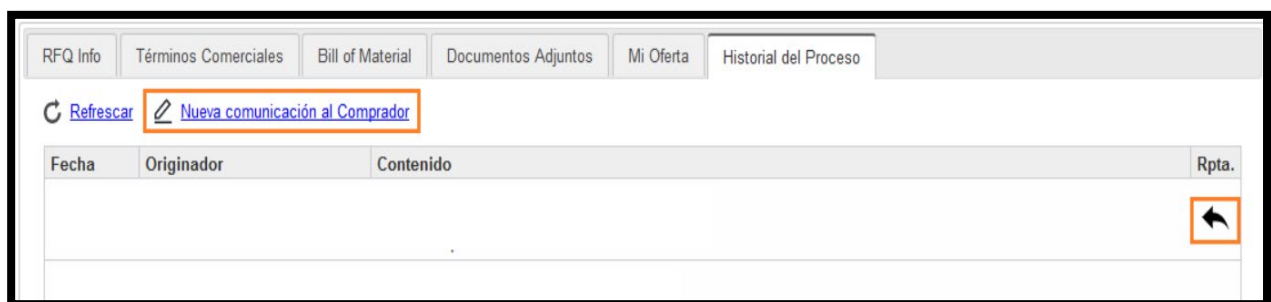 RFQ Info Términos Comerciales Bill of Material Documentos Adjuntos Mi Oferta Historial del Proceso
Refrescar Nueva comunicación al Comprador
Fecha Originador Contenido Rpta.